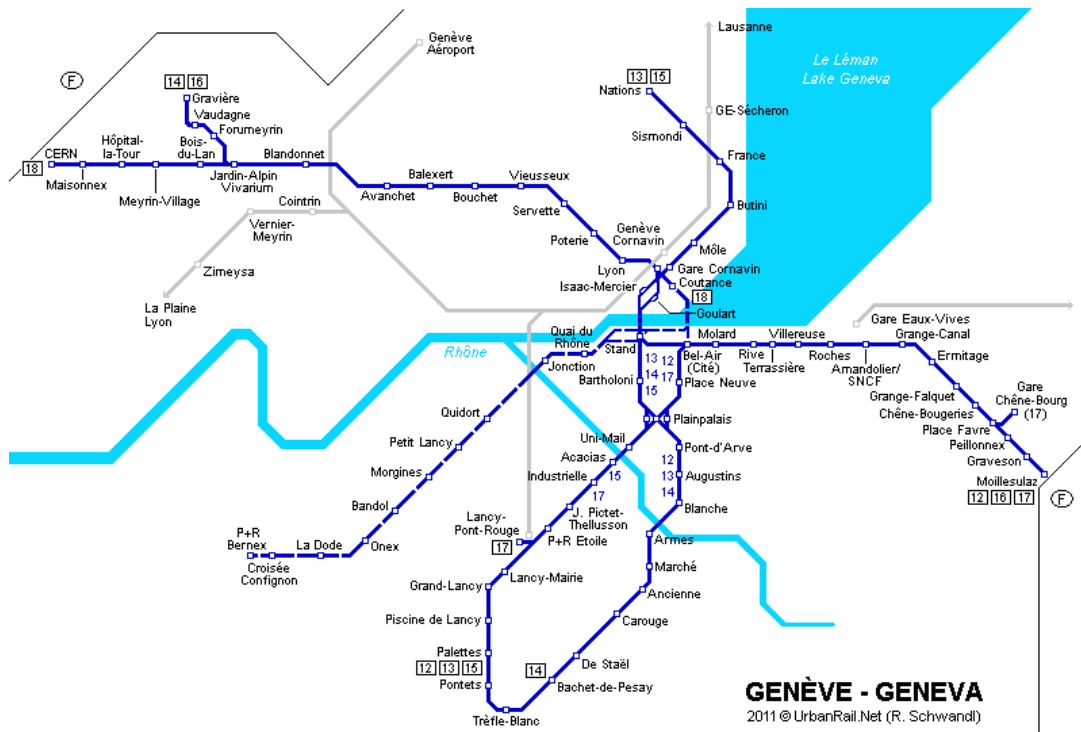 Genève
Aéroport
Lausanne
Le Léman
Lake Geneva
F
14 16
Gravière
Vaudagne
Forumeyrin
13 15
Nations
GE-Sécheron
Sismondi
18
CERN
Maisonnex
Hôpital-
la-Tour
Meyrin-Village
Bois-
du-Lan
Jardin-Alpin
Vivarium
Blandonnet
Avanchet
Balexert
Bouchet
Vieusseux
Servette
Poterie
Lyon
France
Butini
Genève
Cornavin
Môle
Gare Cornavin
Coutance
Isaac-Mercier
18
Goulart
Cointrin
Vernier-
Meyrin
Zimeysa
La Plaine
Lyon
Rhône
Quai du
Rhône
Jonction
Stand
Molard
Bel-Air
(Cité)
Rive
Terrassière
Villereuse
Roches
Amandolier/
SNCF
Gare Eaux-Vives
Grange-Canal
Ermitage
Grange-Falquet
Gare
Chêne-Bourg
(17)
Chêne-Bougeries
Place Favre
Peillonnex
Graveson
Moillesulaz
12 16 17
F
13
14
15
12
17
Bartholoni
Place Neuve
Plainpalais
Uni-Mail
Acacias
15
Industrielle
17
Pont-d'Arve
12
13
14
Augustins
Blanche
Quidort
Petit Lancy
Morgines
Bandol
Onex
La Dode
P+R
Bernex
Croisée
Confignon
Lancy-
Pont-Rouge
17
J. Pictet-
Thellusson
P+R Etoile
Lancy-Mairie
Grand-Lancy
Piscine de Lancy
Palettes
12 13 15
Pontets
Trèfle-Blanc
14
Bachet-de-Pesay
De Staël
Carouge
Ancienne
Marché
Armes
GENÈVE - GENEVA
2011 © UrbanRail.Net (R. Schwandl)